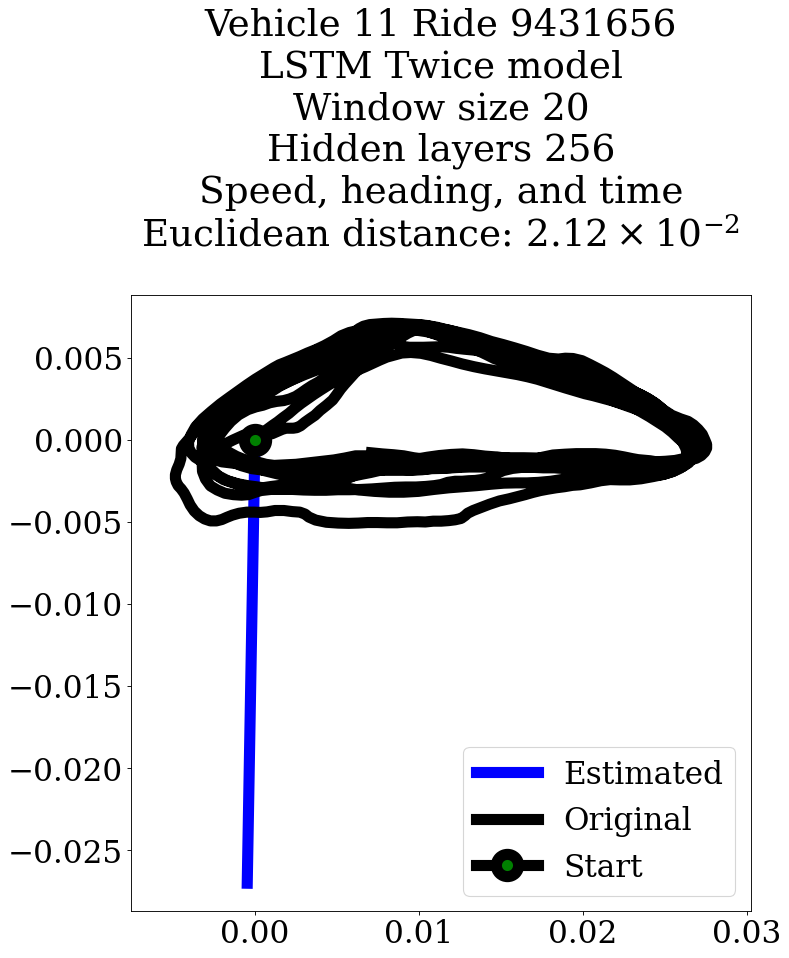 Vehicle 11 Ride 9431656
LSTM Twice model
Window size 20
Hidden layers 256
Speed, heading, and time
Euclidean distance: 2.12 × 10⁻²
0.005
0.000
−0.005
−0.010
−0.015
−0.020
−0.025
Estimated
Original
Start
0.00 0.01 0.02 0.03